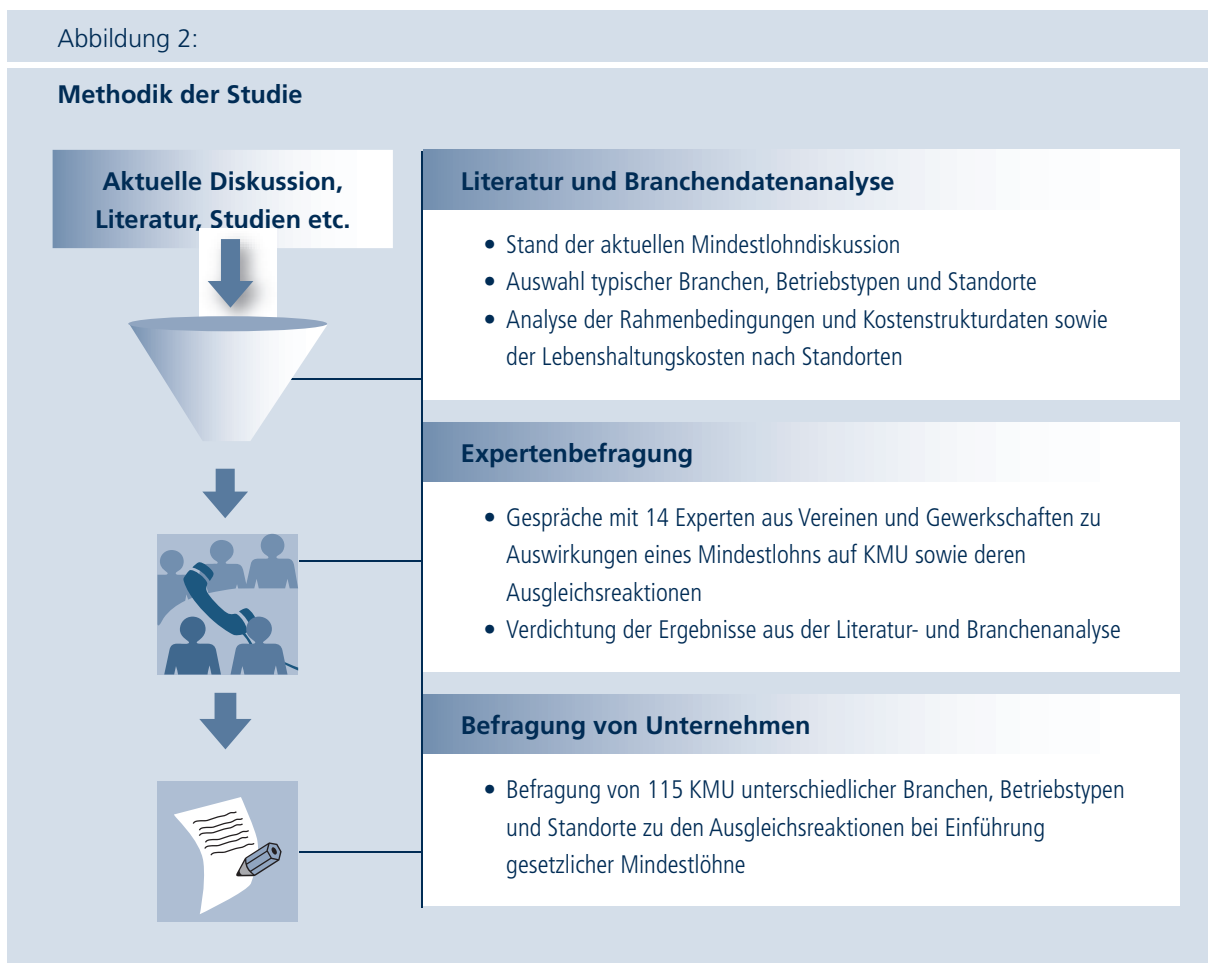 Abbildung 2:
Methodik der Studie
Aktuelle Diskussion,
Literatur, Studien etc.
Literatur und Branchendatenanalyse
• Stand der aktuellen Mindestlohndiskussion
• Auswahl typischer Branchen, Betriebstypen und Standorte
• Analyse der Rahmenbedingungen und Kostenstrukturdaten sowie
der Lebenshaltungskosten nach Standorten
Expertenbefragung
• Gespräche mit 14 Experten aus Vereinen und Gewerkschaften zu
Auswirkungen eines Mindestlohns auf KMU sowie deren
Ausgleichsreaktionen
• Verdichtung der Ergebnisse aus der Literatur- und Branchenanalyse
Befragung von Unternehmen
• Befragung von 115 KMU unterschiedlicher Branchen, Betriebstypen
und Standorte zu den Ausgleichsreaktionen bei Einführung
gesetzlicher Mindestlöhne